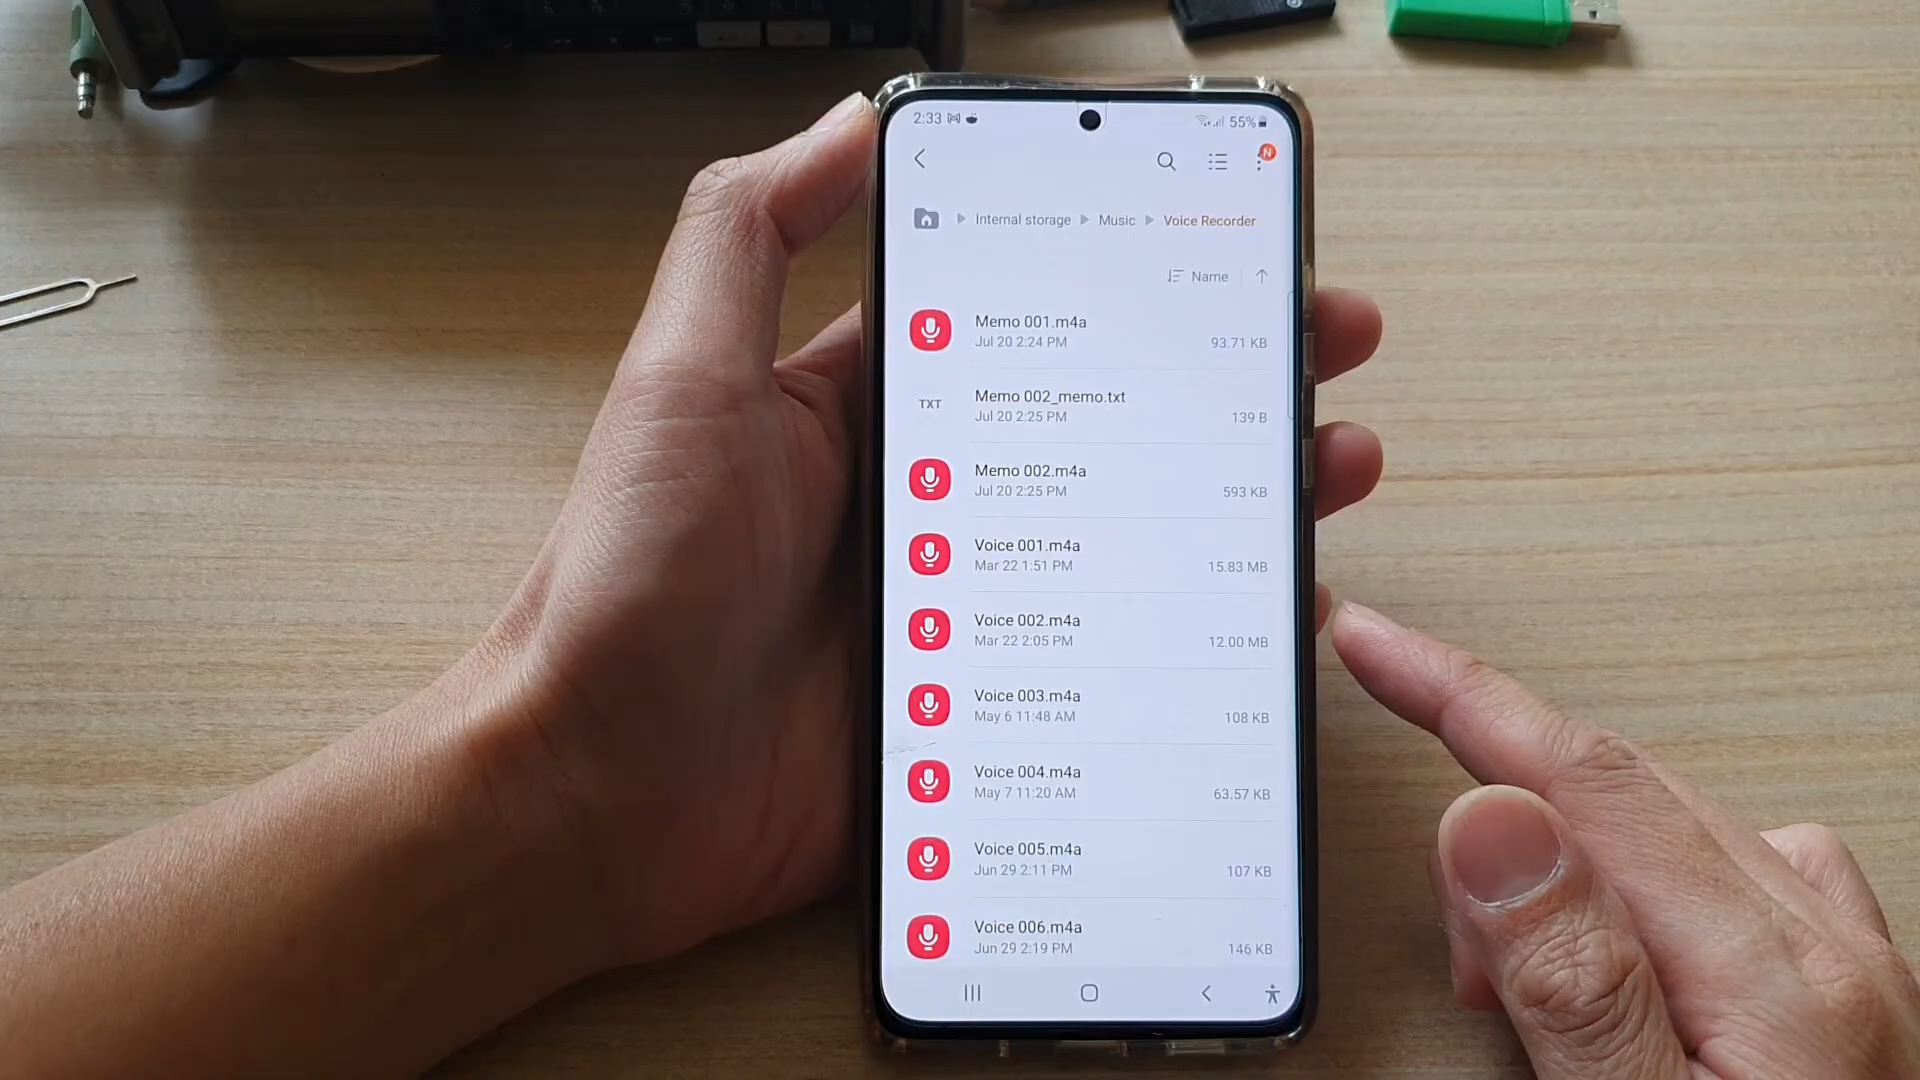 2:33
55%
N
Internal storage
Music
Voice Recorder
Name
Memo 001.m4a
Jul 20 2:24 PM
93.71 KB
TXT
Memo 002_memo.txt
Jul 20 2:25 PM
139 B
Memo 002.m4a
Jul 20 2:25 PM
593 KB
Voice 001.m4a
Mar 22 1:51 PM
15.83 MB
Voice 002.m4a
Mar 22 2:05 PM
12.00 MB
Voice 003.m4a
May 6 11:48 AM
108 KB
Voice 004.m4a
May 7 11:20 AM
63.57 KB
Voice 005.m4a
Jun 29 2:11 PM
107 KB
Voice 006.m4a
Jun 29 2:19 PM
146 KB